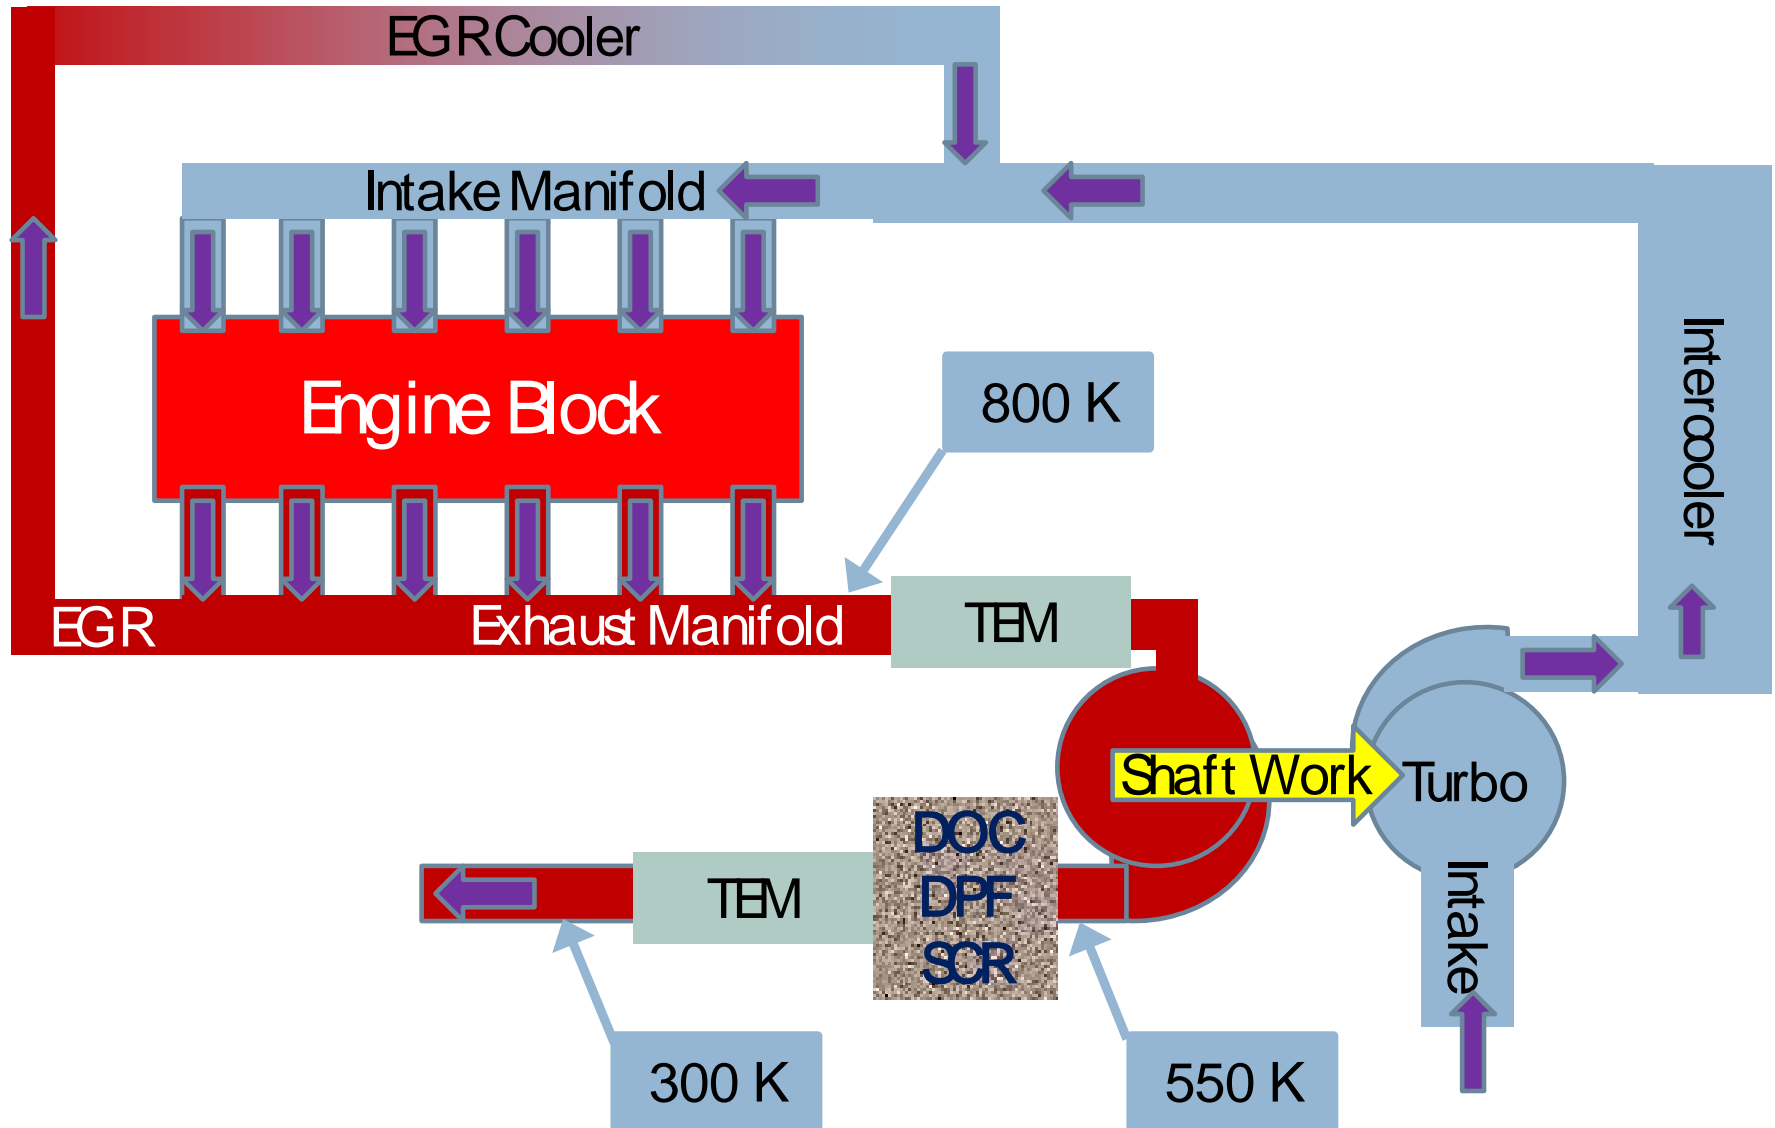 EGR Cooler
Intake Manifold
Engine Block
800 K
Intercooler
EGR
Exhaust Manifold
TEM
Shaft Work
Turbo
DOC
DPF
SCR
TEM
Intake
300 K
550 K